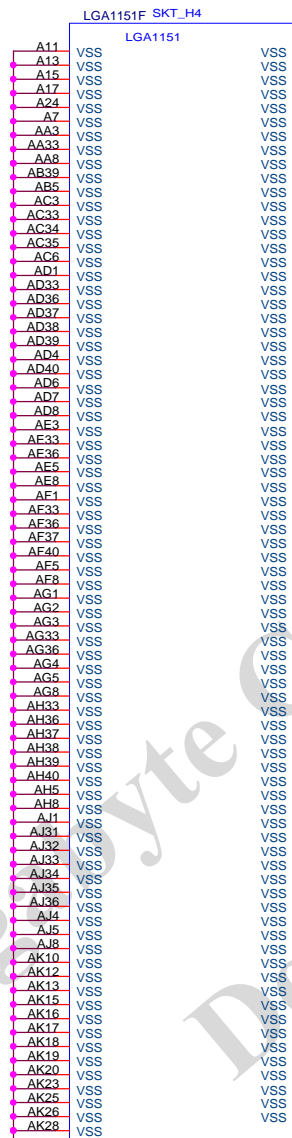 LGA1151F SKT_H4
LGA1151
A11 VSS VSS
A13 VSS VSS
A15 VSS VSS
A17 VSS VSS
A24 VSS VSS
A7 VSS VSS
AA3 VSS VSS
AA33 VSS VSS
AA8 VSS VSS
AB39 VSS VSS
AB5 VSS VSS
AC3 VSS VSS
AC33 VSS VSS
AC34 VSS VSS
AC35 VSS VSS
AC6 VSS VSS
AD1 VSS VSS
AD33 VSS VSS
AD36 VSS VSS
AD37 VSS VSS
AD38 VSS VSS
AD39 VSS VSS
AD4 VSS VSS
AD40 VSS VSS
AD6 VSS VSS
AD7 VSS VSS
AD8 VSS VSS
AE3 VSS VSS
AE33 VSS VSS
AE36 VSS VSS
AE5 VSS VSS
AE8 VSS VSS
AF1 VSS VSS
AF33 VSS VSS
AF36 VSS VSS
AF37 VSS VSS
AF40 VSS VSS
AF5 VSS VSS
AF8 VSS VSS
AG1 VSS VSS
AG2 VSS VSS
AG3 VSS VSS
AG33 VSS VSS
AG36 VSS VSS
AG4 VSS VSS
AG5 VSS VSS
AG8 VSS VSS
AH33 VSS VSS
AH36 VSS VSS
AH37 VSS VSS
AH38 VSS VSS
AH39 VSS VSS
AH40 VSS VSS
AH5 VSS VSS
AH8 VSS VSS
AJ1 VSS VSS
AJ31 VSS VSS
AJ32 VSS VSS
AJ33 VSS VSS
AJ34 VSS VSS
AJ35 VSS VSS
AJ36 VSS VSS
AJ4 VSS VSS
AJ5 VSS VSS
AJ8 VSS VSS
AK10 VSS VSS
AK12 VSS VSS
AK13 VSS VSS
AK15 VSS VSS
AK16 VSS VSS
AK17 VSS VSS
AK18 VSS VSS
AK19 VSS VSS
AK20 VSS VSS
AK23 VSS VSS
AK25 VSS VSS
AK26 VSS VSS
AK28 VSS